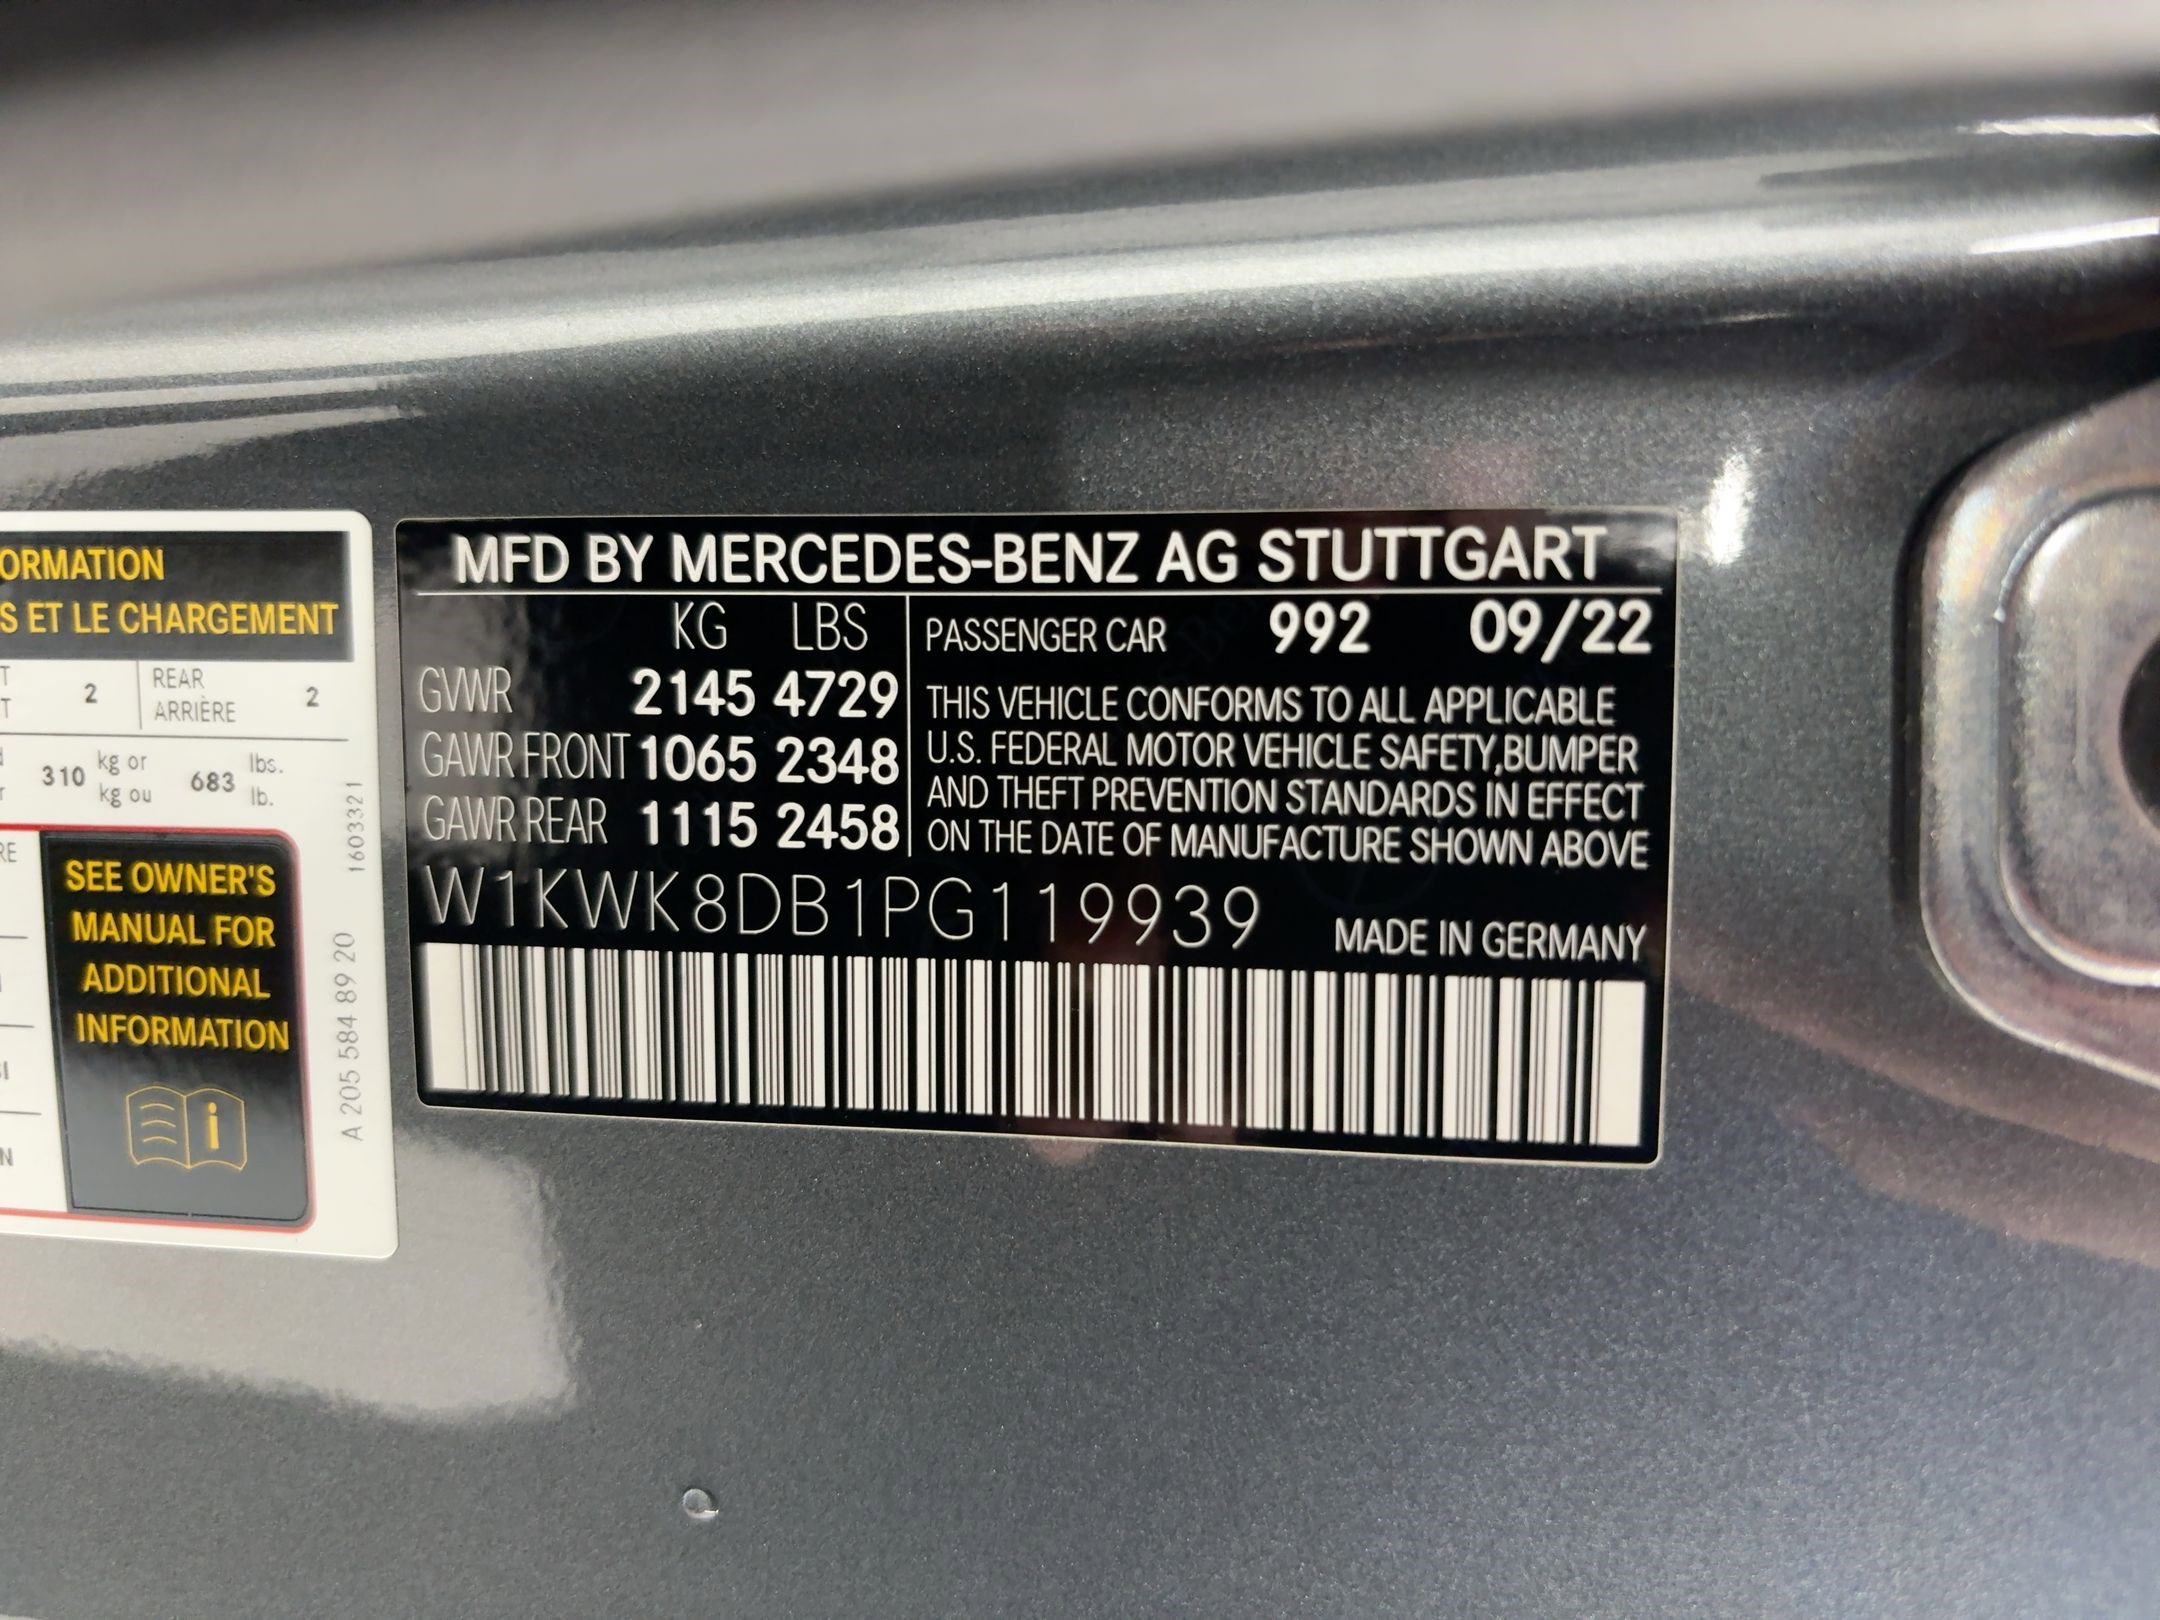 ORMATION
S ET LE CHARGEMENT
T 2 REAR 2
T ARRIÈRE
310 kg or 683 lbs.
kg ou lb.
RE
SEE OWNER'S
MANUAL FOR
ADDITIONAL
INFORMATION
i
SI
N
1603321
A 205 584 89 20
MFD BY MERCEDES-BENZ AG STUTTGART
KG LBS
GVWR 2145 4729
GAWR FRONT 1065 2348
GAWR REAR 1115 2458
PASSENGER CAR 992 09/22
THIS VEHICLE CONFORMS TO ALL APPLICABLE
U.S. FEDERAL MOTOR VEHICLE SAFETY,BUMPER
AND THEFT PREVENTION STANDARDS IN EFFECT
ON THE DATE OF MANUFACTURE SHOWN ABOVE
W1KWK8DB1PG119939
MADE IN GERMANY